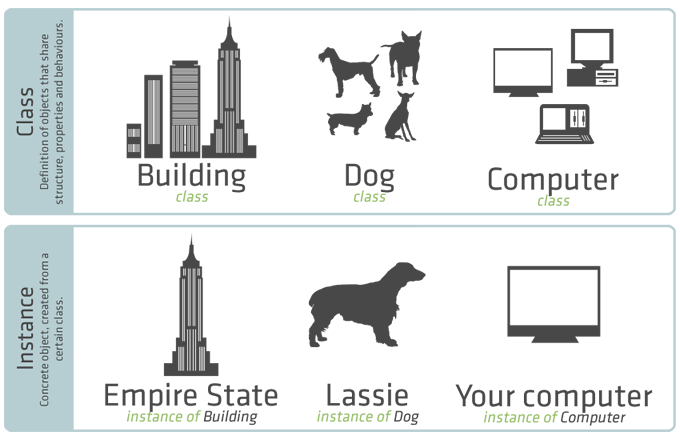 Class
Definition of objects that share
structure, properties and behaviours.
Building
class
Dog
class
Computer
class
Instance
Concrete object, created from a
certain class.
Empire State
instance of Building
Lassie
instance of Dog
Your computer
instance of Computer